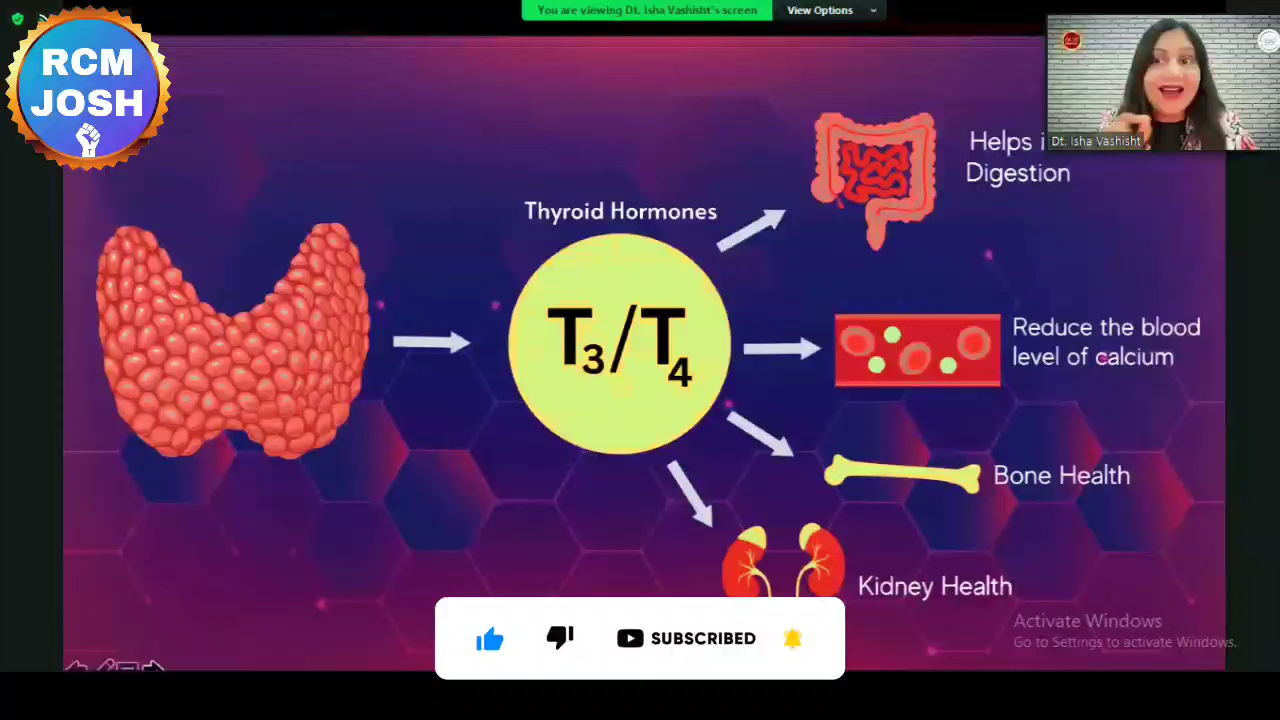 You are viewing Dt. Isha Vashisht's screen
View Options
RCM
JOSH
Dt. Isha Vashisht
Helps
Digestion
Thyroid Hormones
T3/T4
Reduce the blood
level of calcium
Bone Health
Kidney Health
Activate Windows
Go to Settings to activate Windows.
SUBSCRIBED